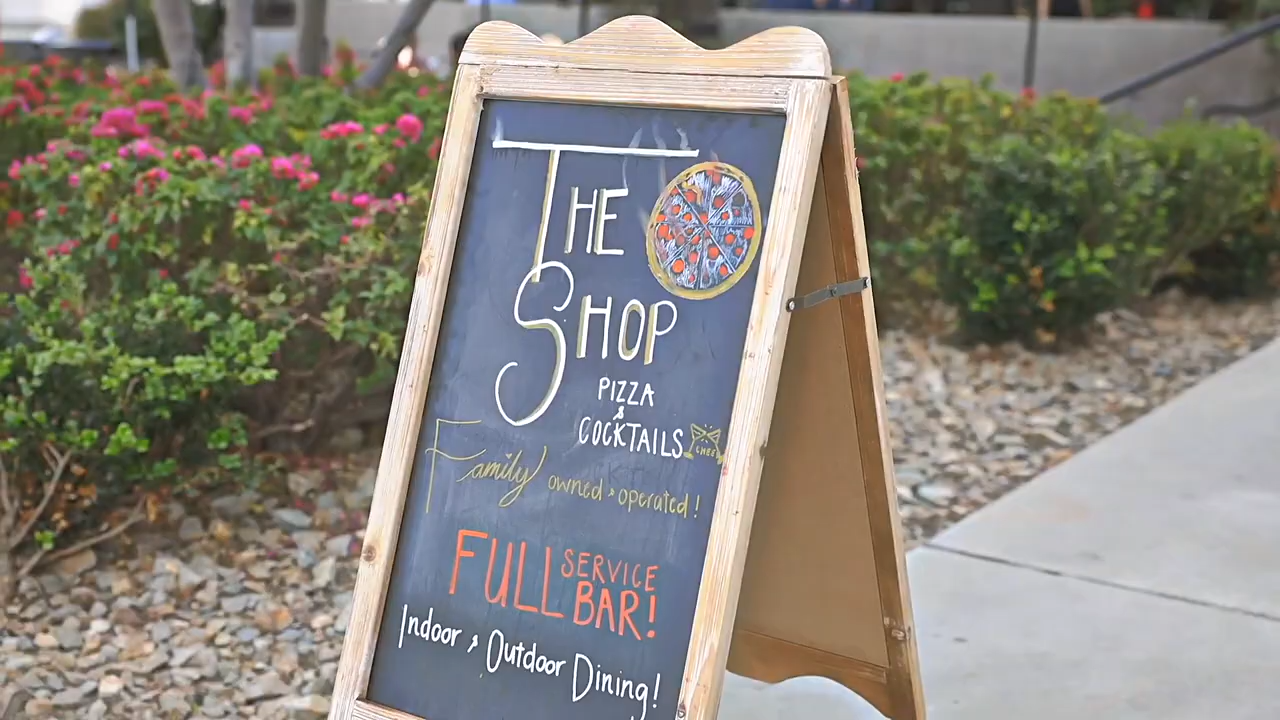 THE
SHOP
PIZZA
&
COCKTAILS
Family owned & operated!
FULL SERVICE
BAR!
Indoor & Outdoor Dining!